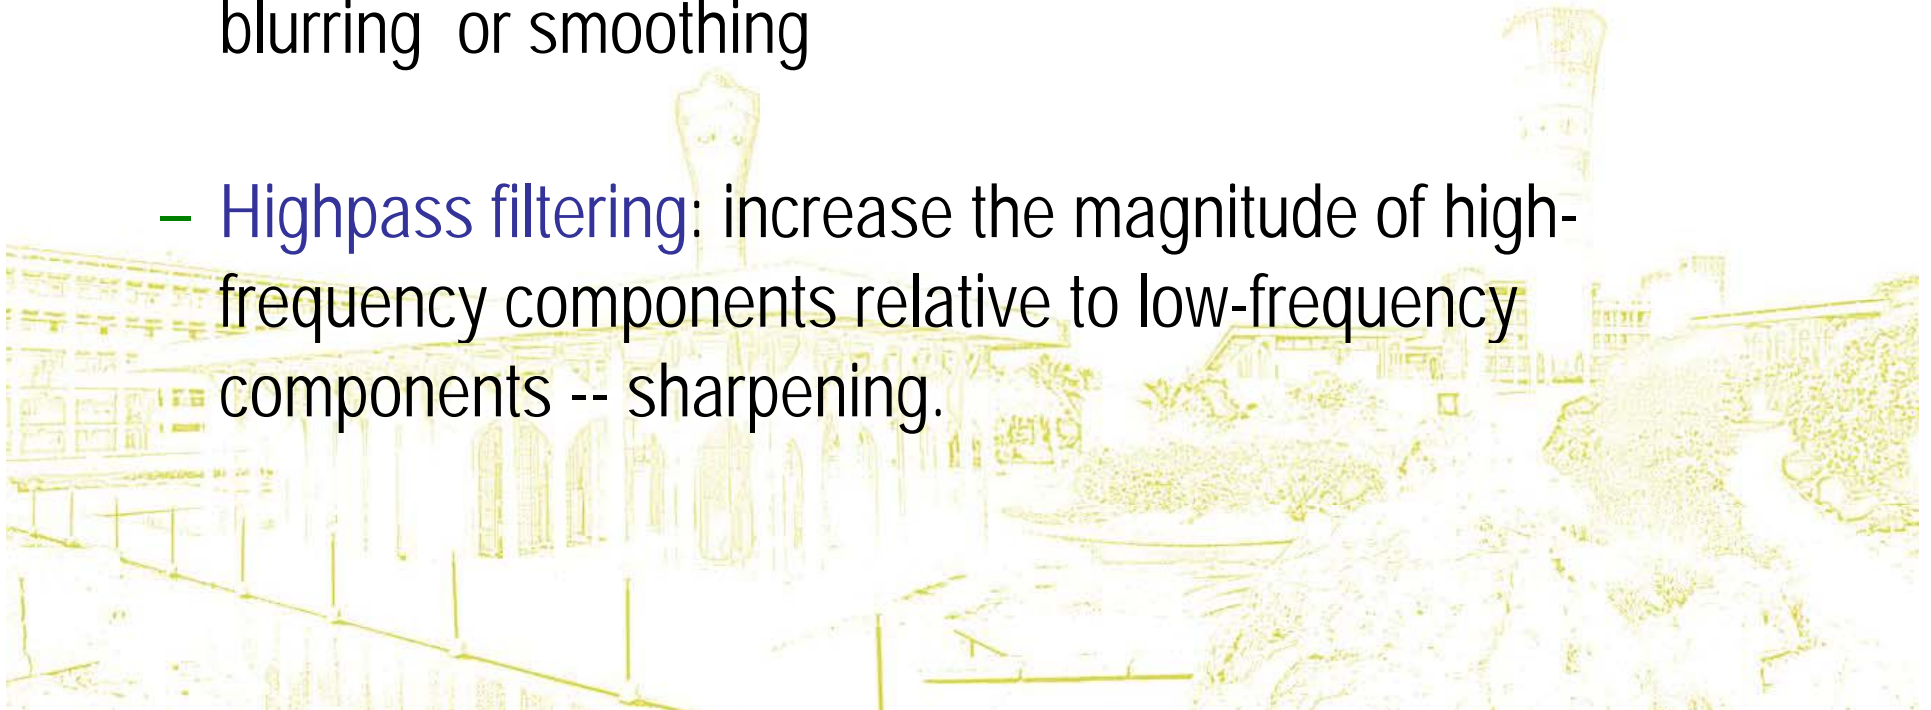 blurring or smoothing
– Highpass filtering: increase the magnitude of high-
frequency components relative to low-frequency
components -- sharpening.